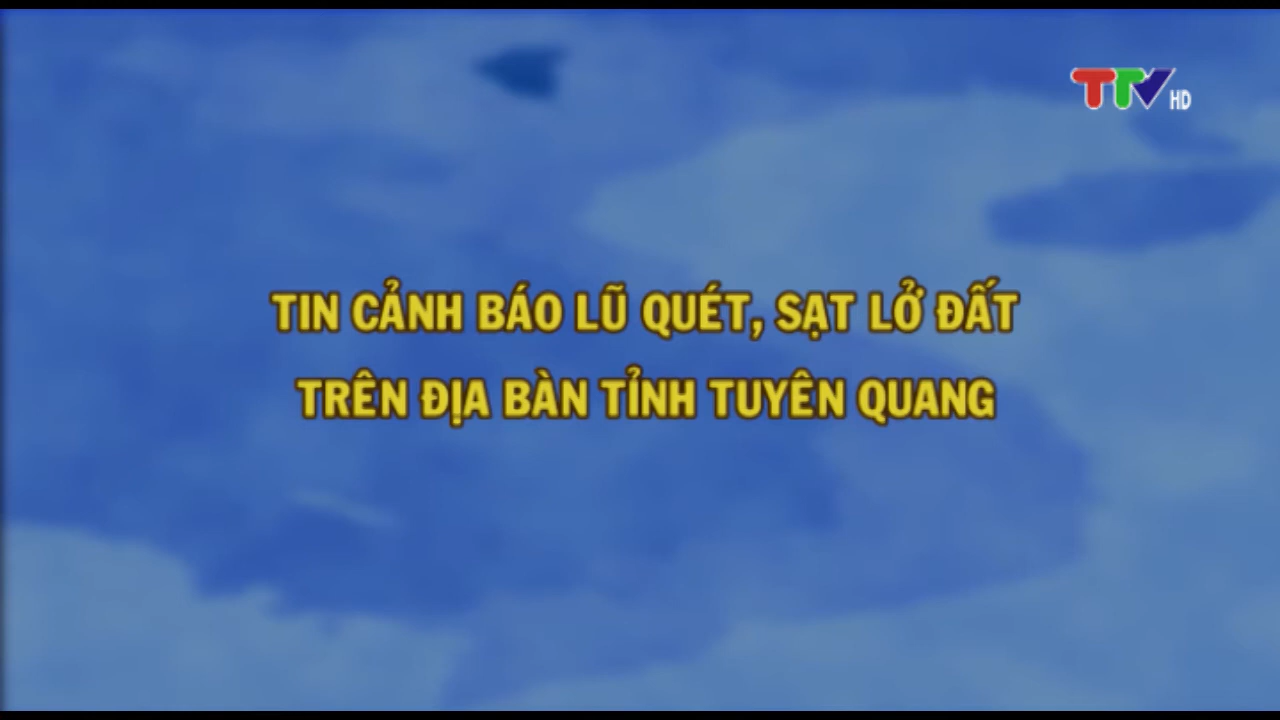 TTV HD
TIN CẢNH BÁO LŨ QUÉT, SẠT LỞ ĐẤT
TRÊN ĐỊA BÀN TỈNH TUYÊN QUANG